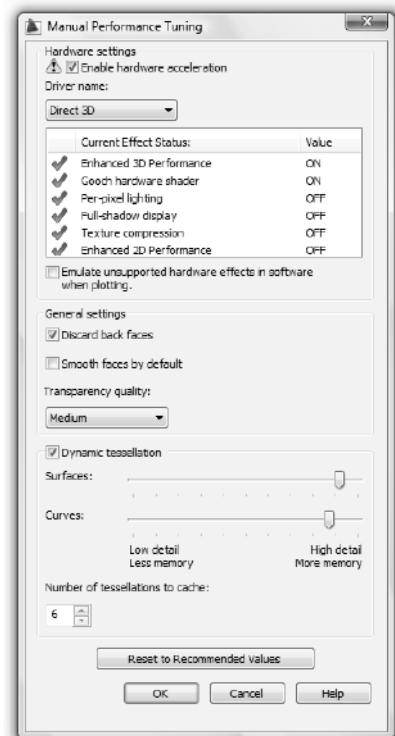 Manual Performance Tuning
Hardware settings
Enable hardware acceleration
Driver name:
Direct 3D
Current Effect Status: Value
Enhanced 3D Performance ON
Gooch hardware shader ON
Per-pixel lighting OFF
Full-shadow display OFF
Texture compression OFF
Enhanced 2D Performance OFF
Emulate unsupported hardware effects in software
when plotting.
General settings
Discard back faces
Smooth faces by default
Transparency quality:
Medium
Dynamic tessellation
Surfaces:
Curves:
Low detail High detail
Less memory More memory
Number of tessellations to cache:
6
Reset to Recommended Values
OK Cancel Help